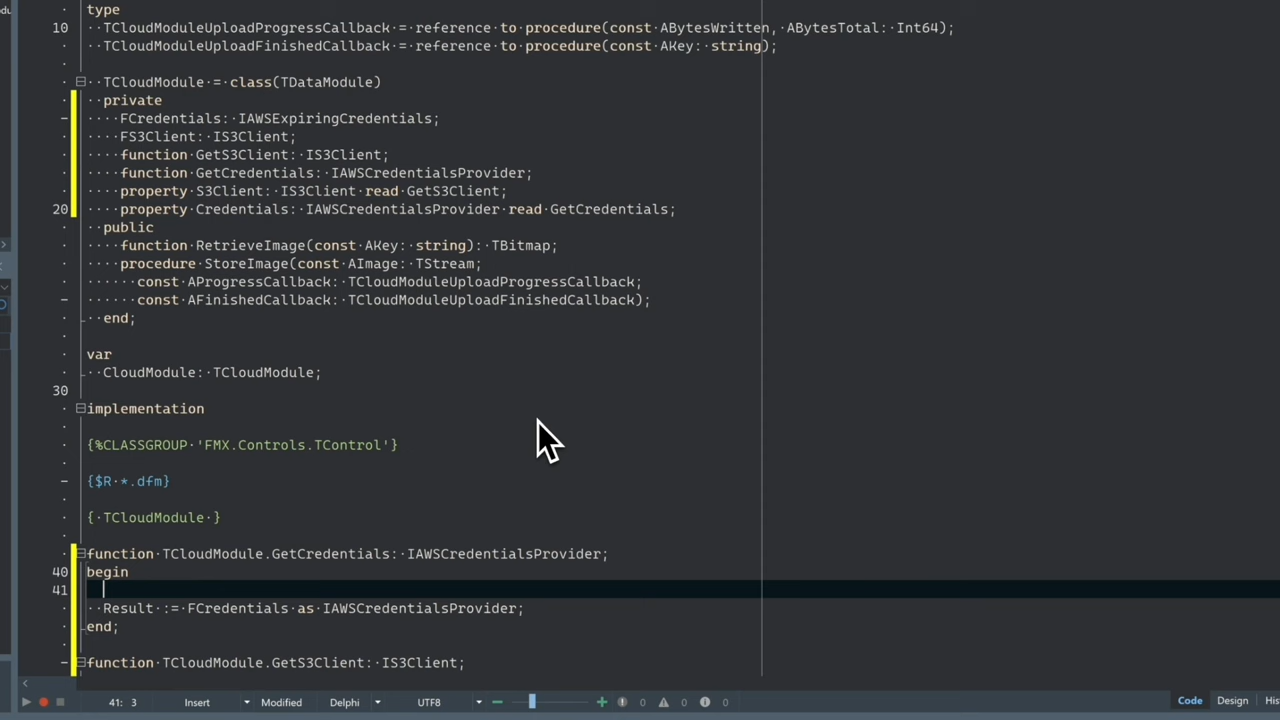 type
10 TCloudModuleUploadProgressCallback = reference to procedure(const ABytesWritten, ABytesTotal: Int64);
TCloudModuleUploadFinishedCallback = reference to procedure(const AKey: string);
TCloudModule = class(TDataModule)
private
FCredentials: IAWSExpiringCredentials;
FS3Client: IS3Client;
function GetS3Client: IS3Client;
function GetCredentials: IAWSCredentialsProvider;
property S3Client: IS3Client read GetS3Client;
20 property Credentials: IAWSCredentialsProvider read GetCredentials;
public
function RetrieveImage(const AKey: string): TBitmap;
procedure StoreImage(const AImage: TStream;
const AProgressCallback: TCloudModuleUploadProgressCallback;
const AFinishedCallback: TCloudModuleUploadFinishedCallback);
end;
var
CloudModule: TCloudModule;
30
implementation
{%CLASSGROUP 'FMX.Controls.TControl'}
{$R *.dfm}
{ TCloudModule }
function TCloudModule.GetCredentials: IAWSCredentialsProvider;
40 begin
41
Result := FCredentials as IAWSCredentialsProvider;
end;
function TCloudModule.GetS3Client: IS3Client;
41: 3 Insert Modified Delphi UTF8 0 0 0 Code Design